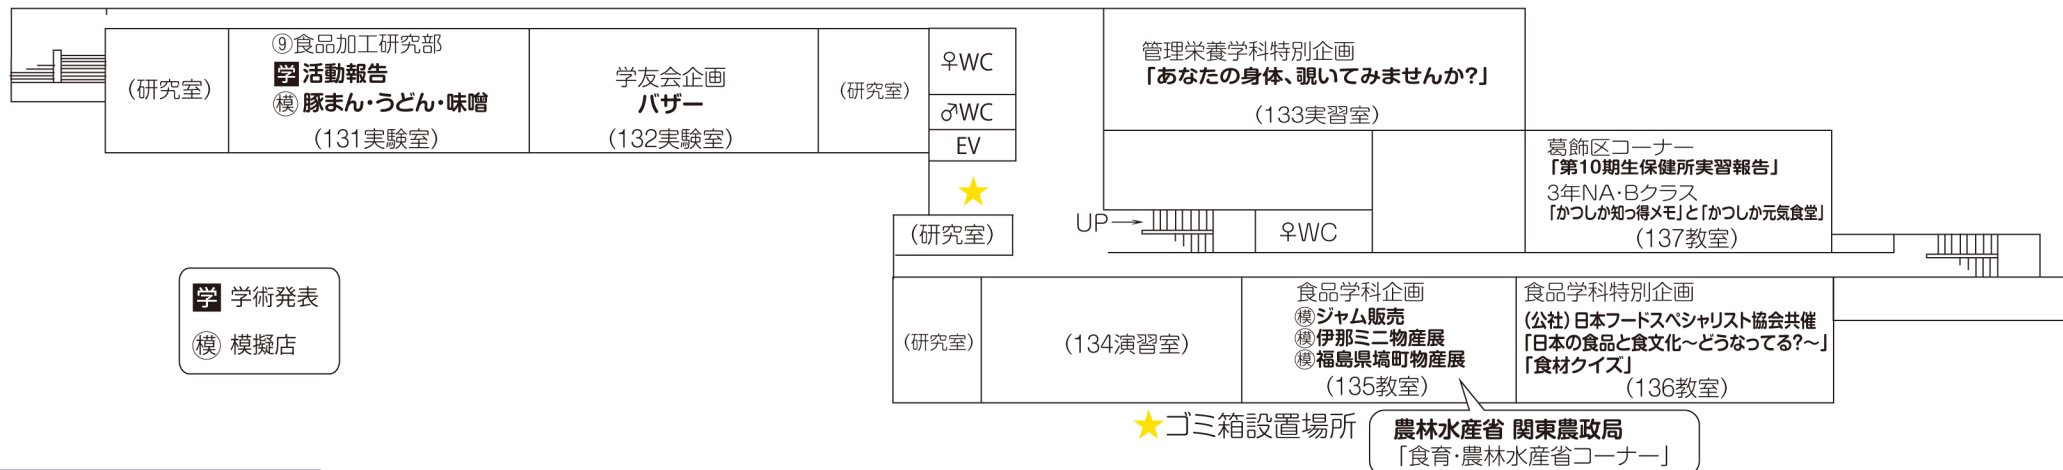 (研究室)
⑨食品加工研究部
学 活動報告
模 豚まん・うどん・味噌
(131実験室)
学友会企画
バザー
(132実験室)
(研究室)
♀WC
♂WC
EV
★
(研究室)
管理栄養学科特別企画
「あなたの身体、覗いてみませんか?」
(133実習室)
UP→
♀WC
葛飾区コーナー
「第10期生保健所実習報告」
3年NA・Bクラス
「かつしか知っ得メモ」と「かつしか元気食堂」
(137教室)
学 学術発表
模 模擬店
(研究室)
(134演習室)
食品学科企画
模 ジャム販売
模 伊那ミニ物産展
模 福島県塙町物産展
(135教室)
食品学科特別企画
(公社)日本フードスペシャリスト協会共催
「日本の食品と食文化〜どうなってる?〜」
「食材クイズ」
(136教室)
★ゴミ箱設置場所
農林水産省 関東農政局
「食育・農林水産省コーナー」